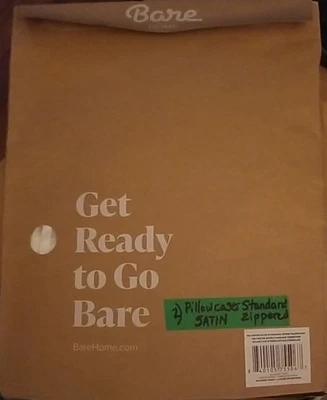 Bare
Get
Ready
to Go
Bare
BareHome.com
2) Pillowcases Standard
SATIN Zippered